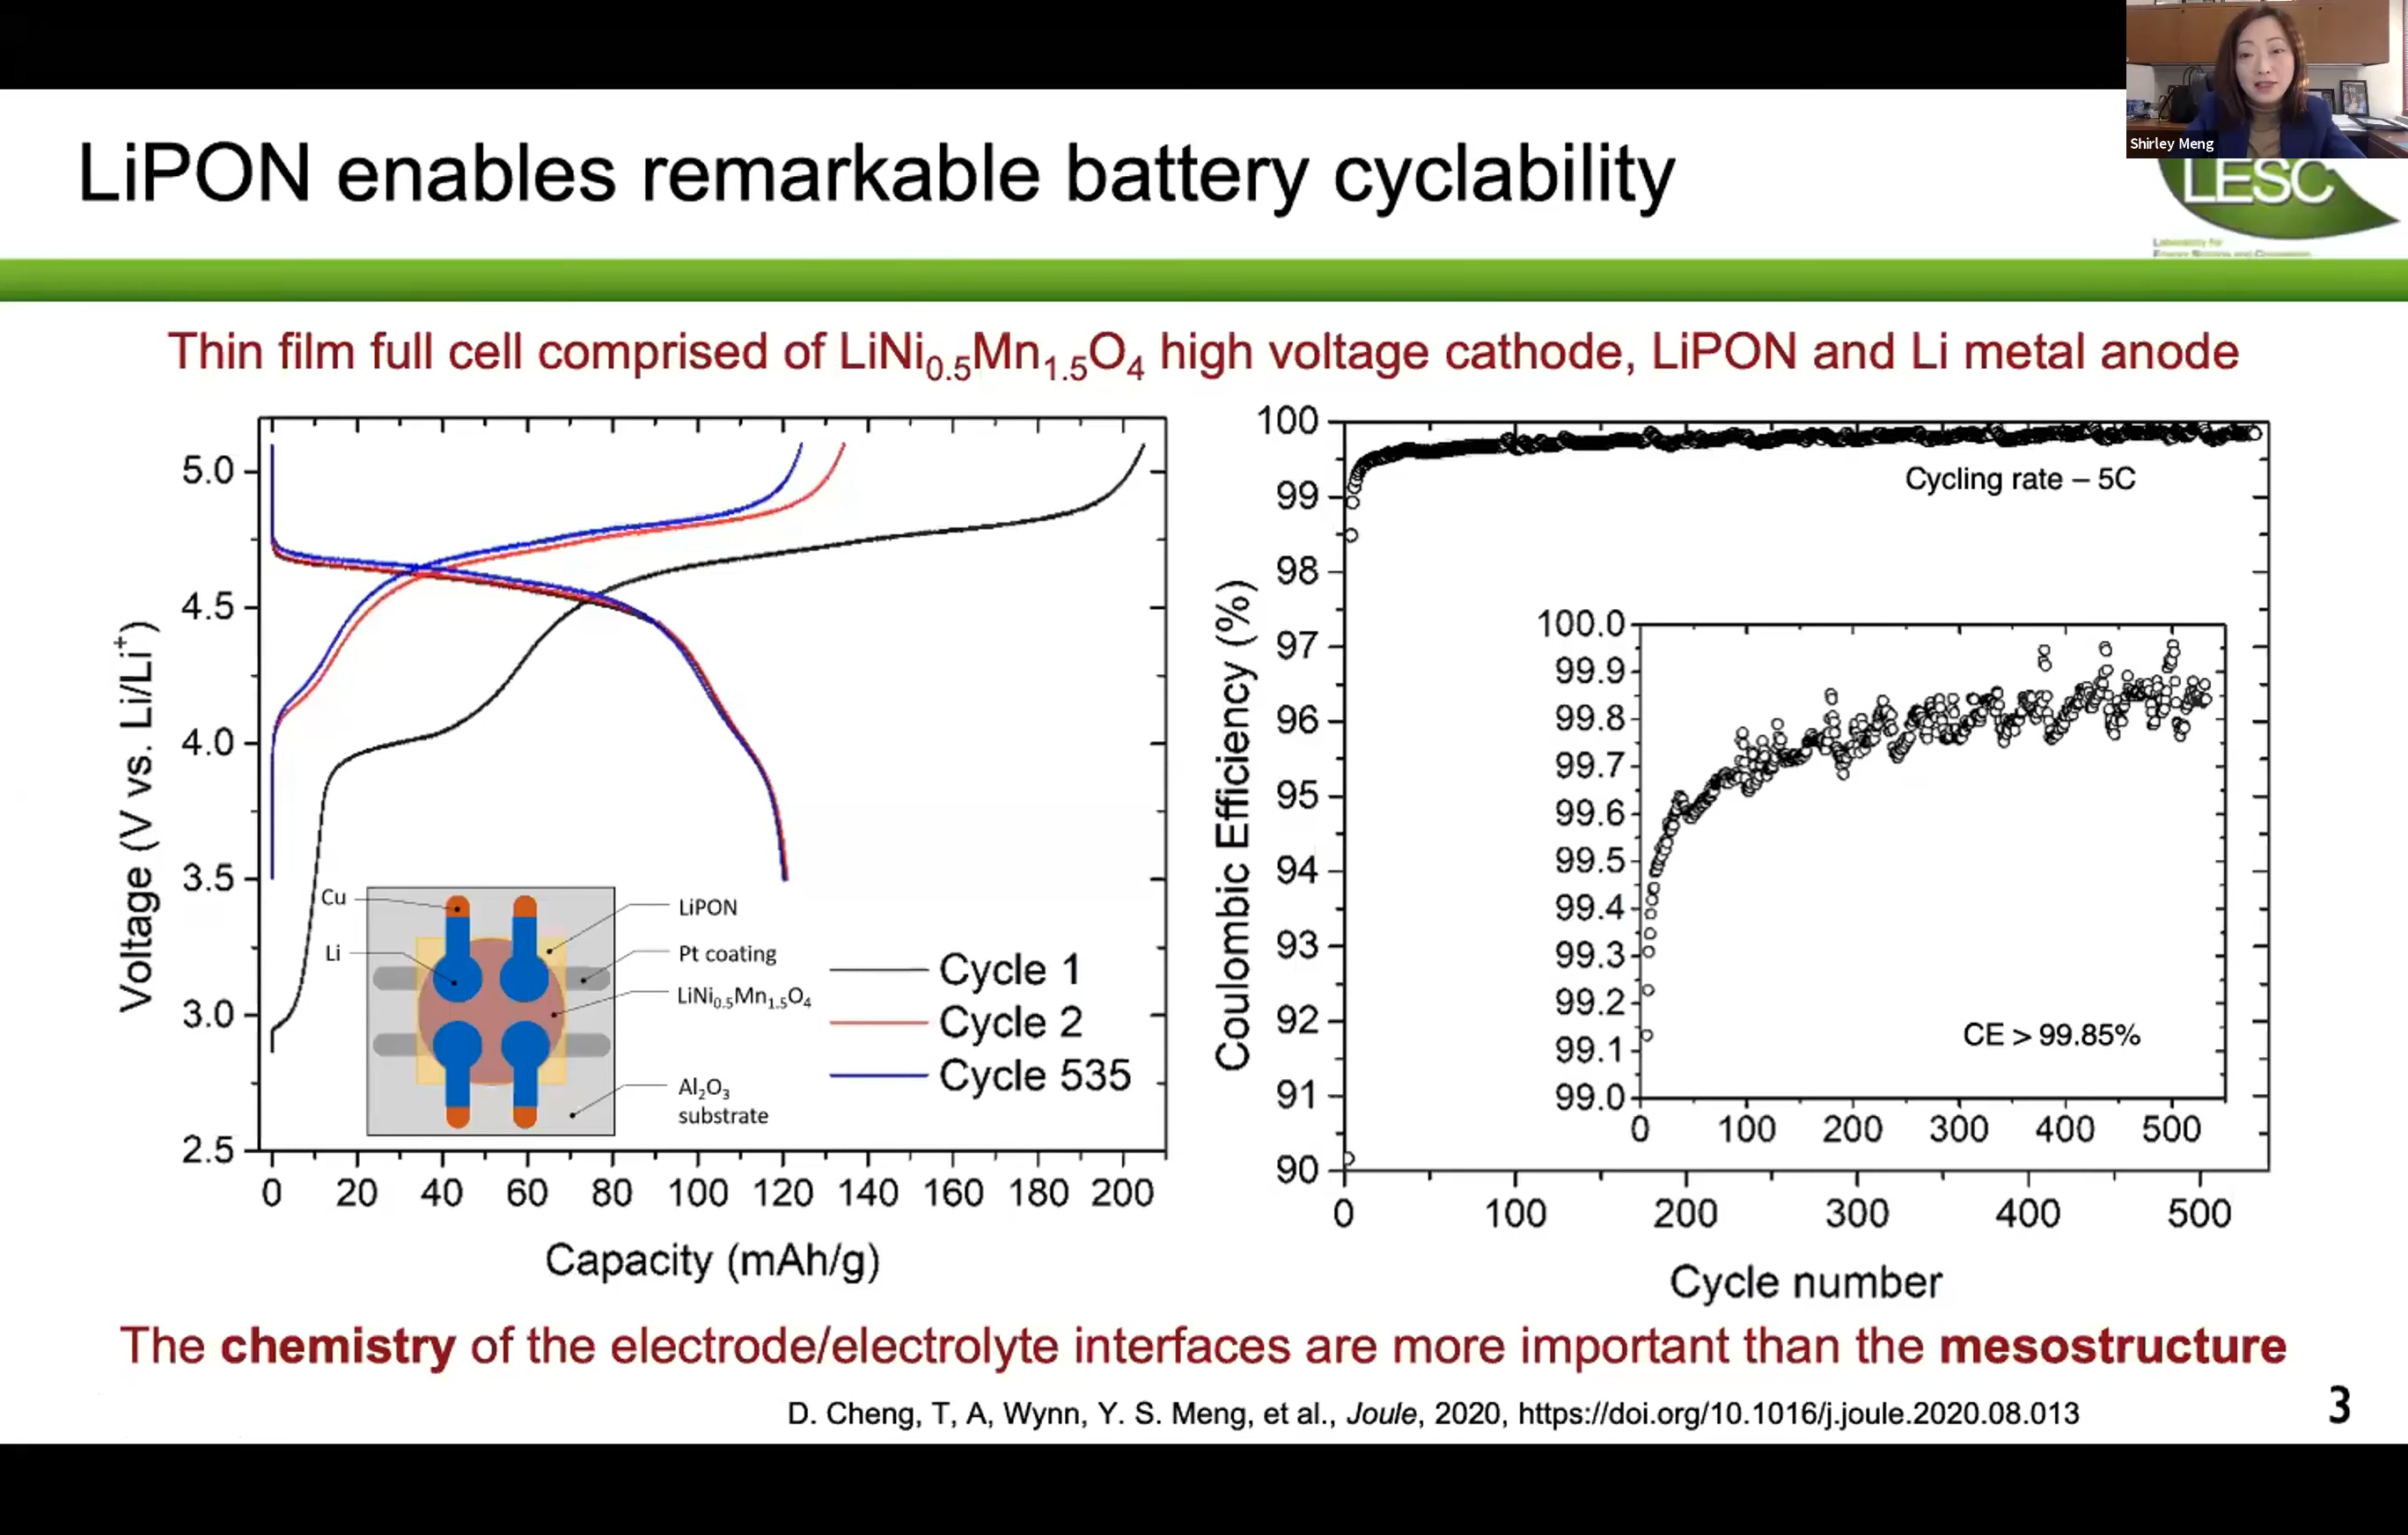 Shirley Meng
LiPON enables remarkable battery cyclability
LESC
Laboratory for
Thin film full cell comprised of LiNi0.5Mn1.5O4 high voltage cathode, LiPON and Li metal anode
Voltage (V vs. Li/Li+)
5.0
4.5
4.0
3.5
3.0
2.5
0 20 40 60 80 100 120 140 160 180 200
Capacity (mAh/g)
Cu
Li
LiPON
Pt coating
LiNi0.5Mn1.5O4
Al2O3
substrate
Cycle 1
Cycle 2
Cycle 535
Coulombic Efficiency (%)
100
99
98
97
96
95
94
93
92
91
90
0 100 200 300 400 500
Cycle number
Cycling rate – 5C
100.0
99.9
99.8
99.7
99.6
99.5
99.4
99.3
99.2
99.1
99.0
0 100 200 300 400 500
CE > 99.85%
The chemistry of the electrode/electrolyte interfaces are more important than the mesostructure
D. Cheng, T, A, Wynn, Y. S. Meng, et al., Joule, 2020, https://doi.org/10.1016/j.joule.2020.08.013
3